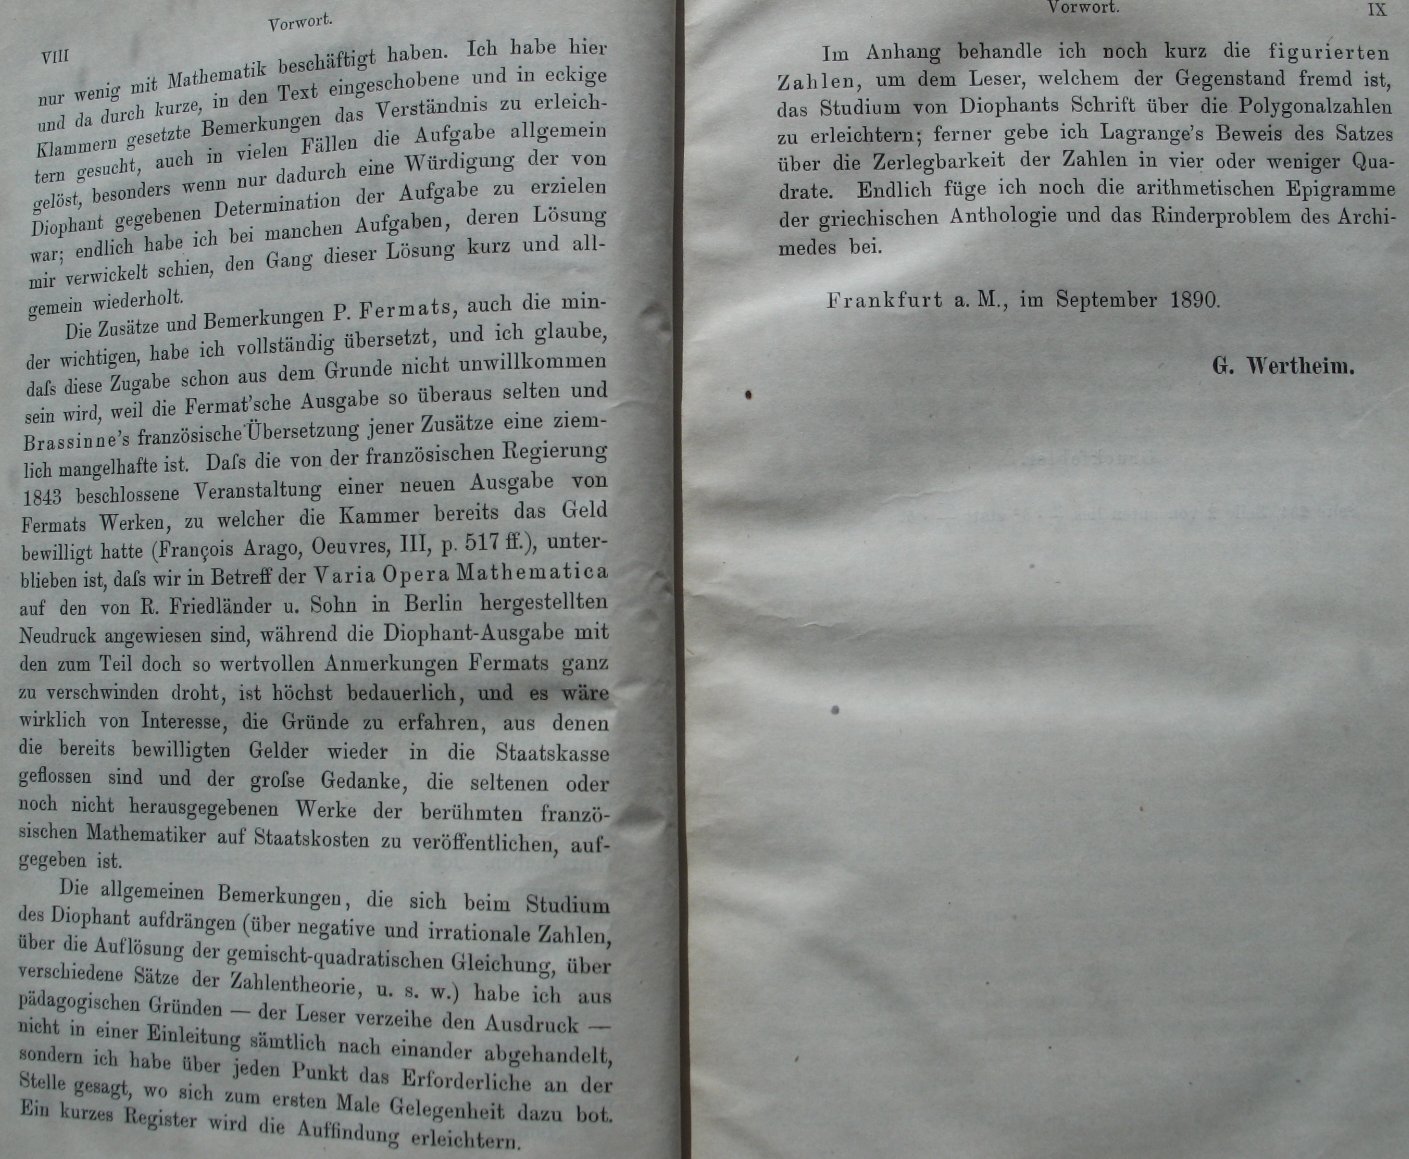 VIII
Vorwort.
nur wenig mit Mathematik beschäftigt haben. Ich habe hier
und da durch kurze, in den Text eingeschobene und in eckige
Klammern gesetzte Bemerkungen das Verständnis zu erleich-
tern gesucht, auch in vielen Fällen die Aufgabe allgemein
gelöst, besonders wenn nur dadurch eine Würdigung der von
Diophant gegebenen Determination der Aufgabe zu erzielen
war; endlich habe ich bei manchen Aufgaben, deren Lösung
mir verwickelt schien, den Gang dieser Lösung kurz und all-
gemein wiederholt.
Die Zusätze und Bemerkungen P. Fermats, auch die min-
der wichtigen, habe ich vollständig übersetzt, und ich glaube,
daſs diese Zugabe schon aus dem Grunde nicht unwillkommen
sein wird, weil die Fermat'sche Ausgabe so überaus selten und
Brassinne's französische Übersetzung jener Zusätze eine ziem-
lich mangelhafte ist. Daſs die von der französischen Regierung
1843 beschlossene Veranstaltung einer neuen Ausgabe von
Fermats Werken, zu welcher die Kammer bereits das Geld
bewilligt hatte (François Arago, Oeuvres, III, p. 517 ff.), unter-
blieben ist, daſs wir in Betreff der Varia Opera Mathematica
auf den von R. Friedländer u. Sohn in Berlin hergestellten
Neudruck angewiesen sind, während die Diophant-Ausgabe mit
den zum Teil doch so wertvollen Anmerkungen Fermats ganz
zu verschwinden droht, ist höchst bedauerlich, und es wäre
wirklich von Interesse, die Gründe zu erfahren, aus denen
die bereits bewilligten Gelder wieder in die Staatskasse
geflossen sind und der groſse Gedanke, die seltenen oder
noch nicht herausgegebenen Werke der berühmten franzö-
sischen Mathematiker auf Staatskosten zu veröffentlichen, auf-
gegeben ist.
Die allgemeinen Bemerkungen, die sich beim Studium
des Diophant aufdrängen (über negative und irrationale Zahlen,
über die Auflösung der gemischt-quadratischen Gleichung, über
verschiedene Sätze der Zahlentheorie, u. s. w.) habe ich aus
pädagogischen Gründen — der Leser verzeihe den Ausdruck —
nicht in einer Einleitung sämtlich nach einander abgehandelt,
sondern ich habe über jeden Punkt das Erforderliche an der
Stelle gesagt, wo sich zum ersten Male Gelegenheit dazu bot.
Ein kurzes Register wird die Auffindung erleichtern.
Vorwort.
IX
Im Anhang behandle ich noch kurz die figurierten
Zahlen, um dem Leser, welchem der Gegenstand fremd ist,
das Studium von Diophants Schrift über die Polygonalzahlen
zu erleichtern; ferner gebe ich Lagrange's Beweis des Satzes
über die Zerlegbarkeit der Zahlen in vier oder weniger Qua-
drate. Endlich füge ich noch die arithmetischen Epigramme
der griechischen Anthologie und das Rinderproblem des Archi-
medes bei.
Frankfurt a. M., im September 1890.
G. Wertheim.